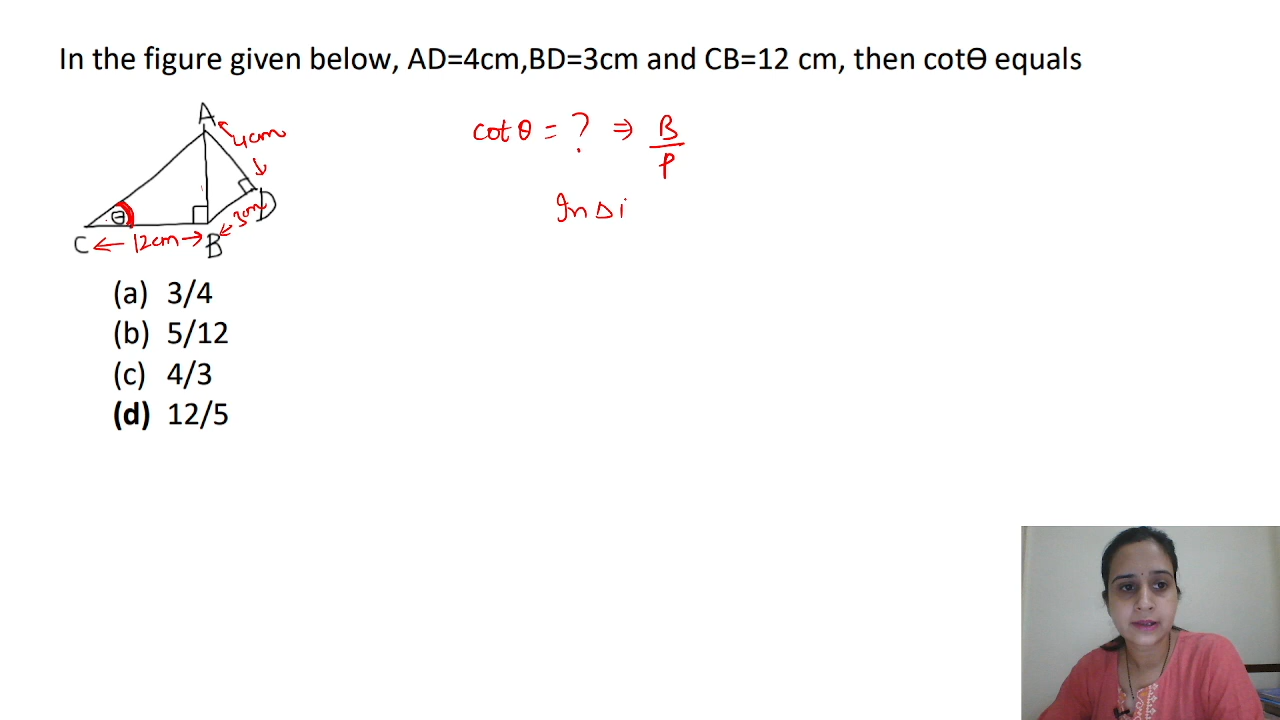 In the figure given below, AD=4cm,BD=3cm and CB=12 cm, then cotΘ equals
A
4cm
cot θ = ? ⇒ B/P
θ
D
3cm
In Δ
C
12cm
B
(a) 3/4
(b) 5/12
(c) 4/3
(d) 12/5